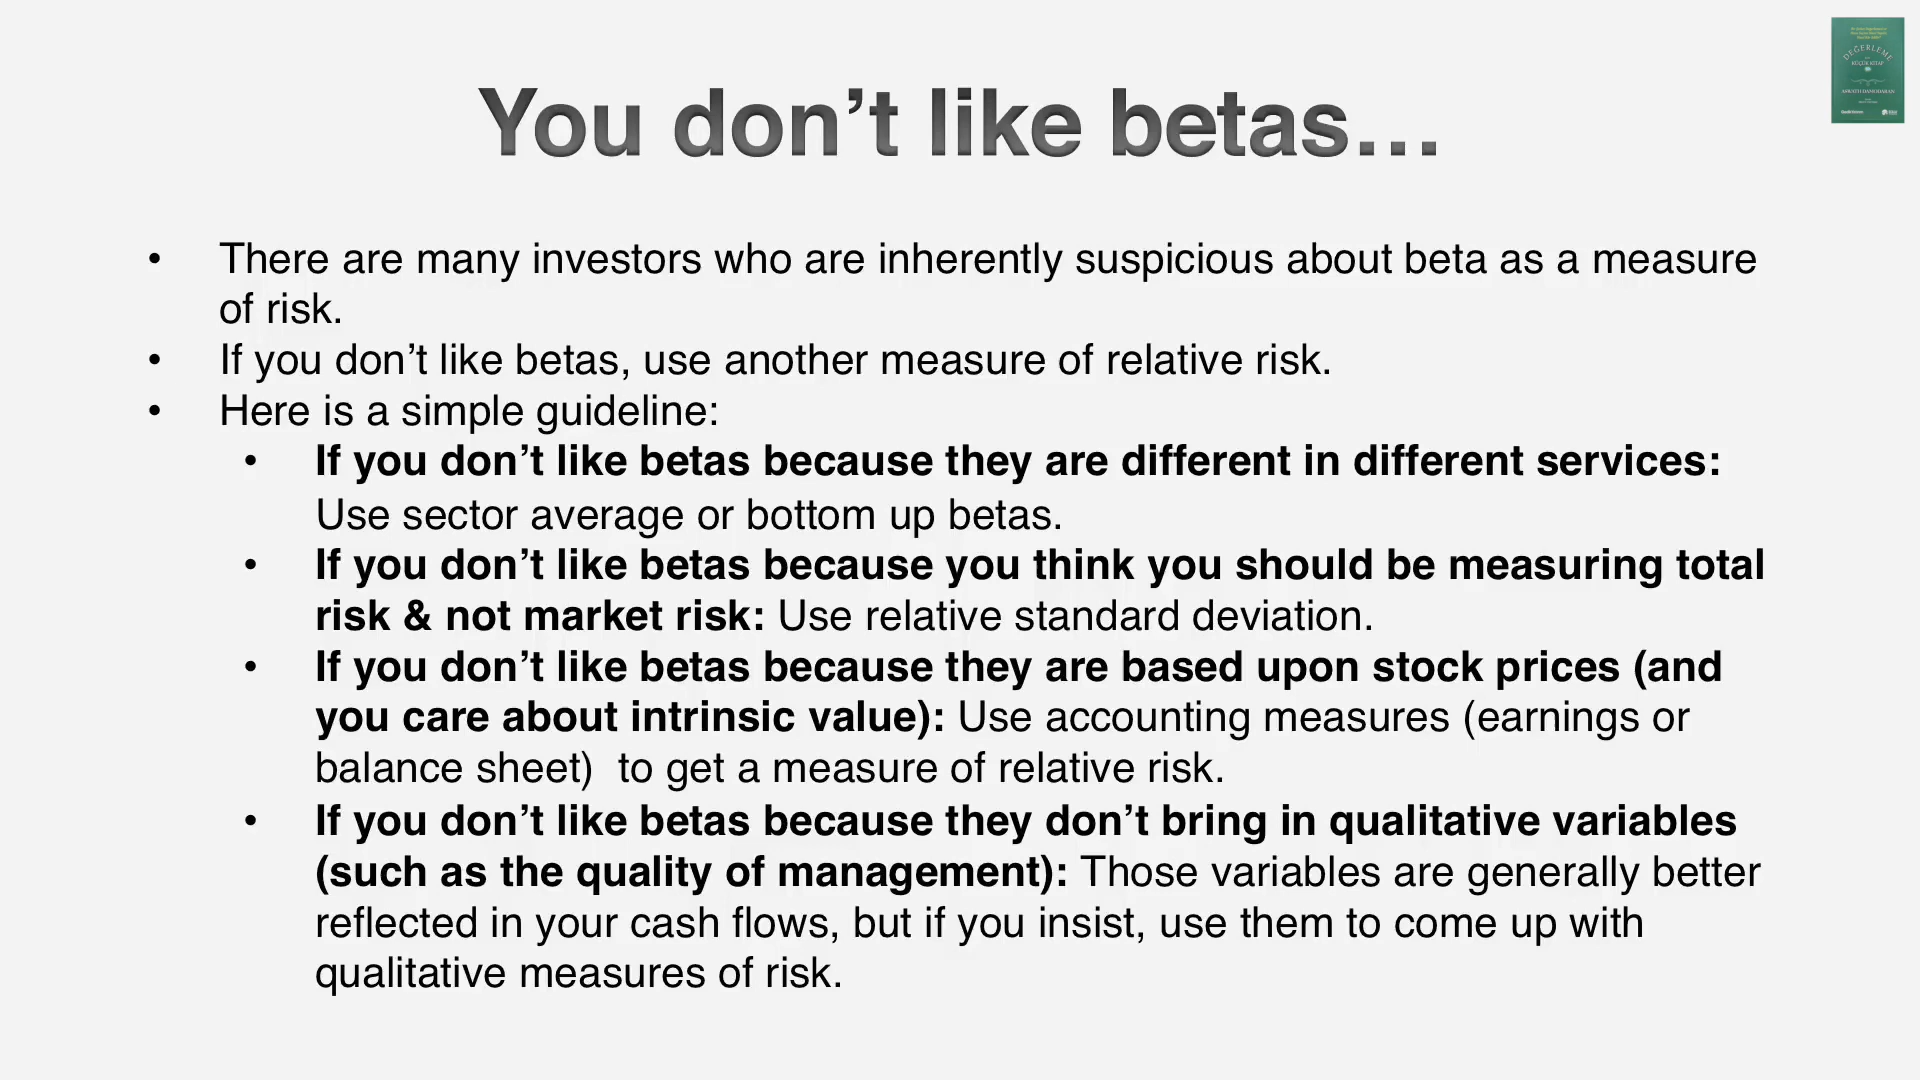 DEĞERLEME
KÜÇÜK KİTAP
ASWATH DAMODARAN
You don’t like betas…
• There are many investors who are inherently suspicious about beta as a measure
of risk.
• If you don’t like betas, use another measure of relative risk.
• Here is a simple guideline:
• If you don’t like betas because they are different in different services:
Use sector average or bottom up betas.
• If you don’t like betas because you think you should be measuring total
risk & not market risk: Use relative standard deviation.
• If you don’t like betas because they are based upon stock prices (and
you care about intrinsic value): Use accounting measures (earnings or
balance sheet)  to get a measure of relative risk.
• If you don’t like betas because they don’t bring in qualitative variables
(such as the quality of management): Those variables are generally better
reflected in your cash flows, but if you insist, use them to come up with
qualitative measures of risk.